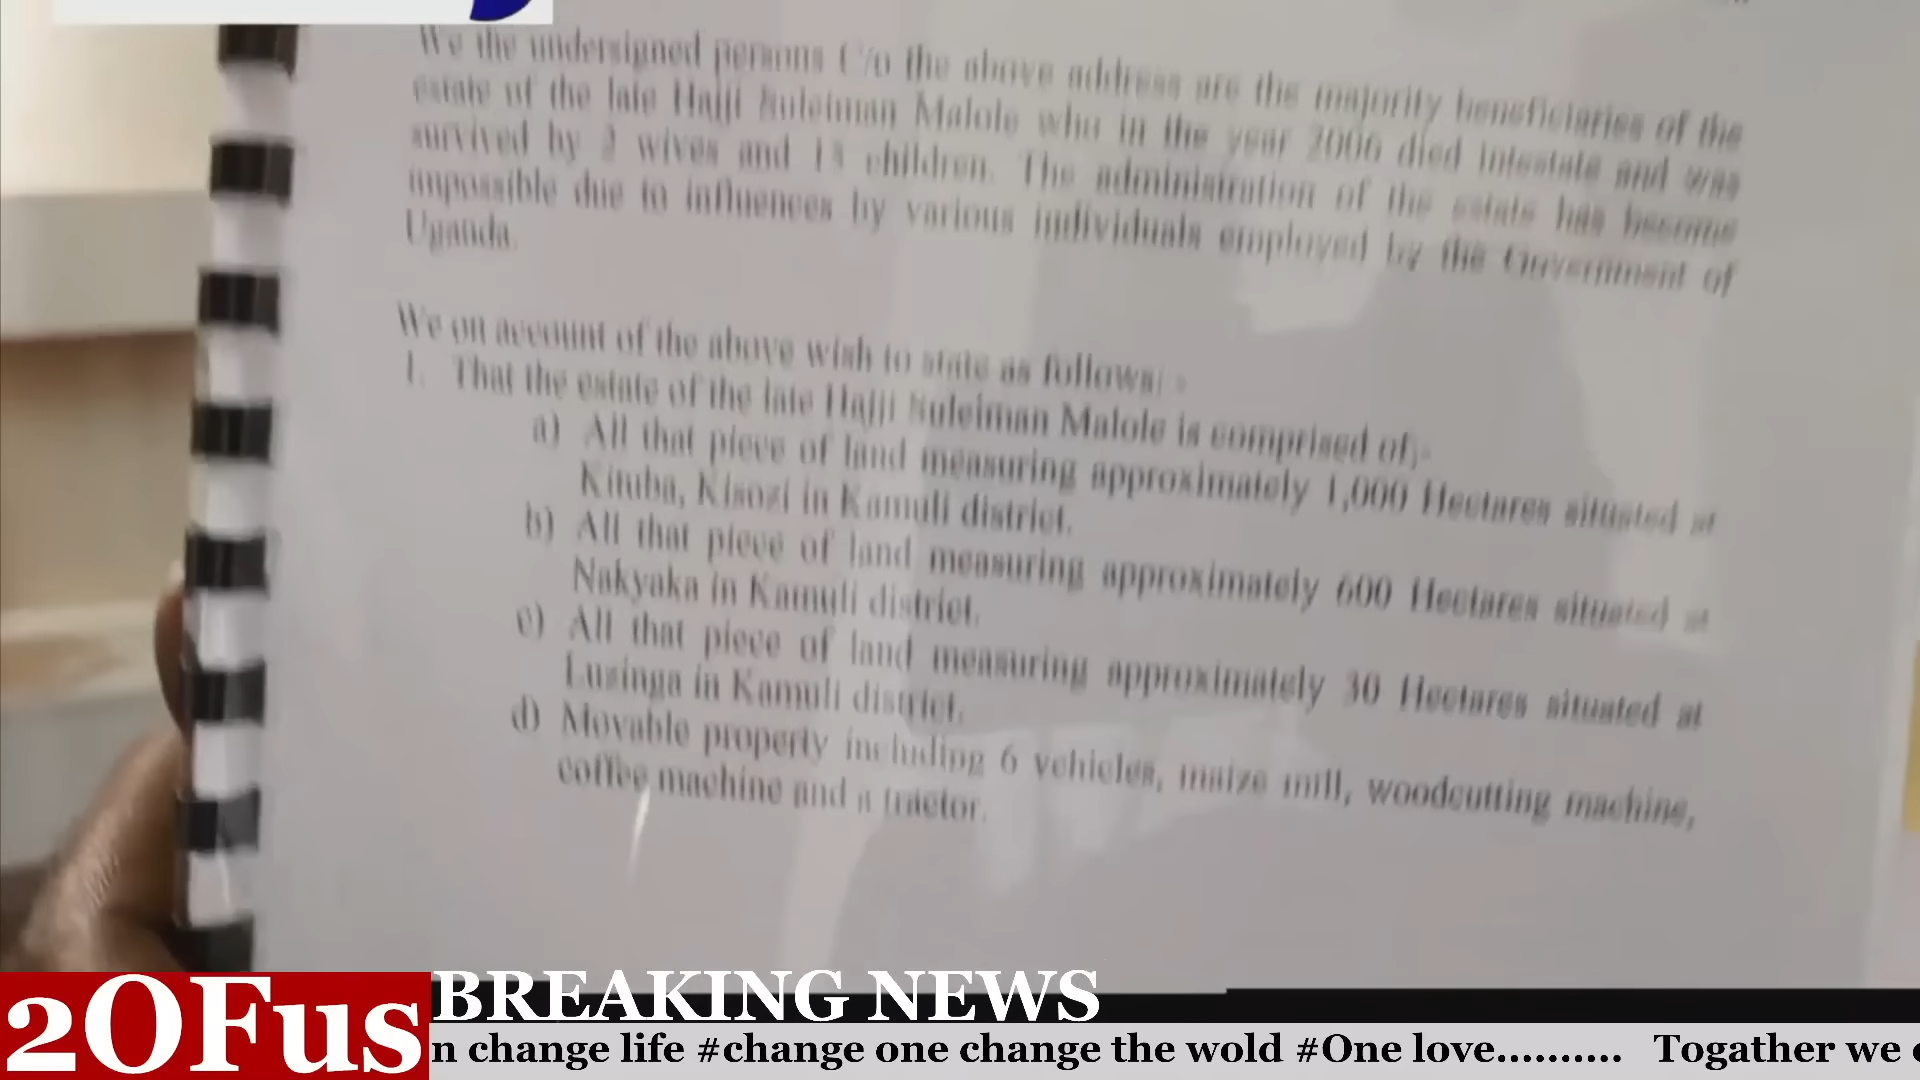 We the undersigned persons C/o the above address are the majority beneficiaries of the
estate of the late Hajji Suleiman Malole who in the year 2006 died intestate and was
survived by 2 wives and children. The administration of the estate has become
impossible due to influences by various individuals employed by the Government of
Uganda.
We on account of the above wish to state as follows; -
1. That the estate of the late Hajji Suleiman Malole is comprised of;-
a) All that piece of land measuring approximately 1,000 Hectares situated at
Kituba, Kisozi in Kamuli district.
b) All that piece of land measuring approximately 600 Hectares situated at
Nakyaka in Kamuli district.
c) All that piece of land measuring approximately 30 Hectares situated at
Luzinga in Kamuli district.
d) Movable property including 6 vehicles, maize mill, woodcutting machine,
coffee machine and a tractor.
2OFus
BREAKING NEWS
n change life #change one change the wold #One love.......... Togather we